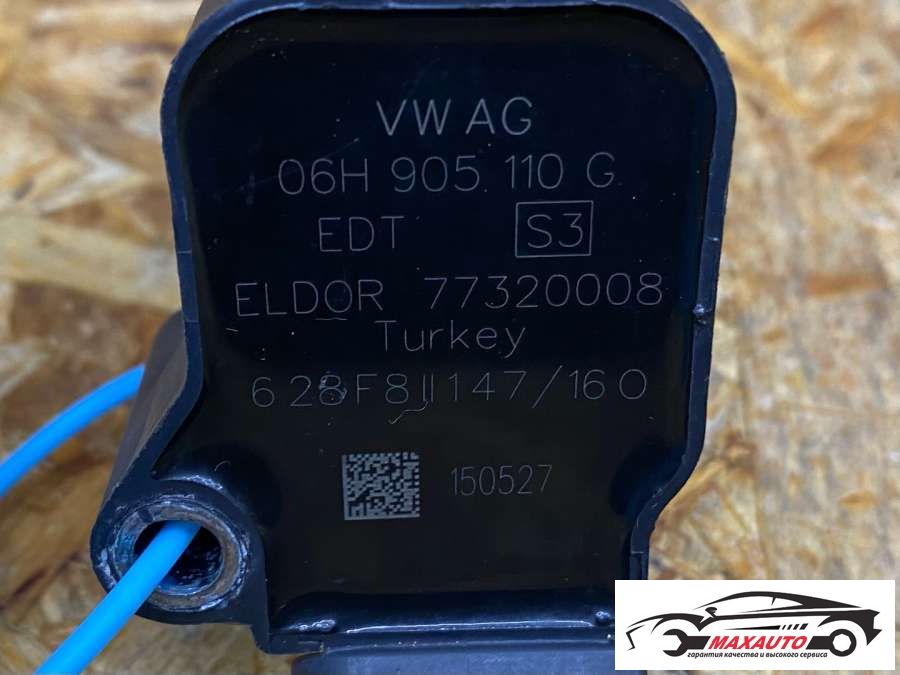 VW AG
06H 905 110 G
EDT S3
ELDOR 77320008
Turkey
628F8II147/160
150527
MAXAUTO
гарантия качества и высокого сервиса